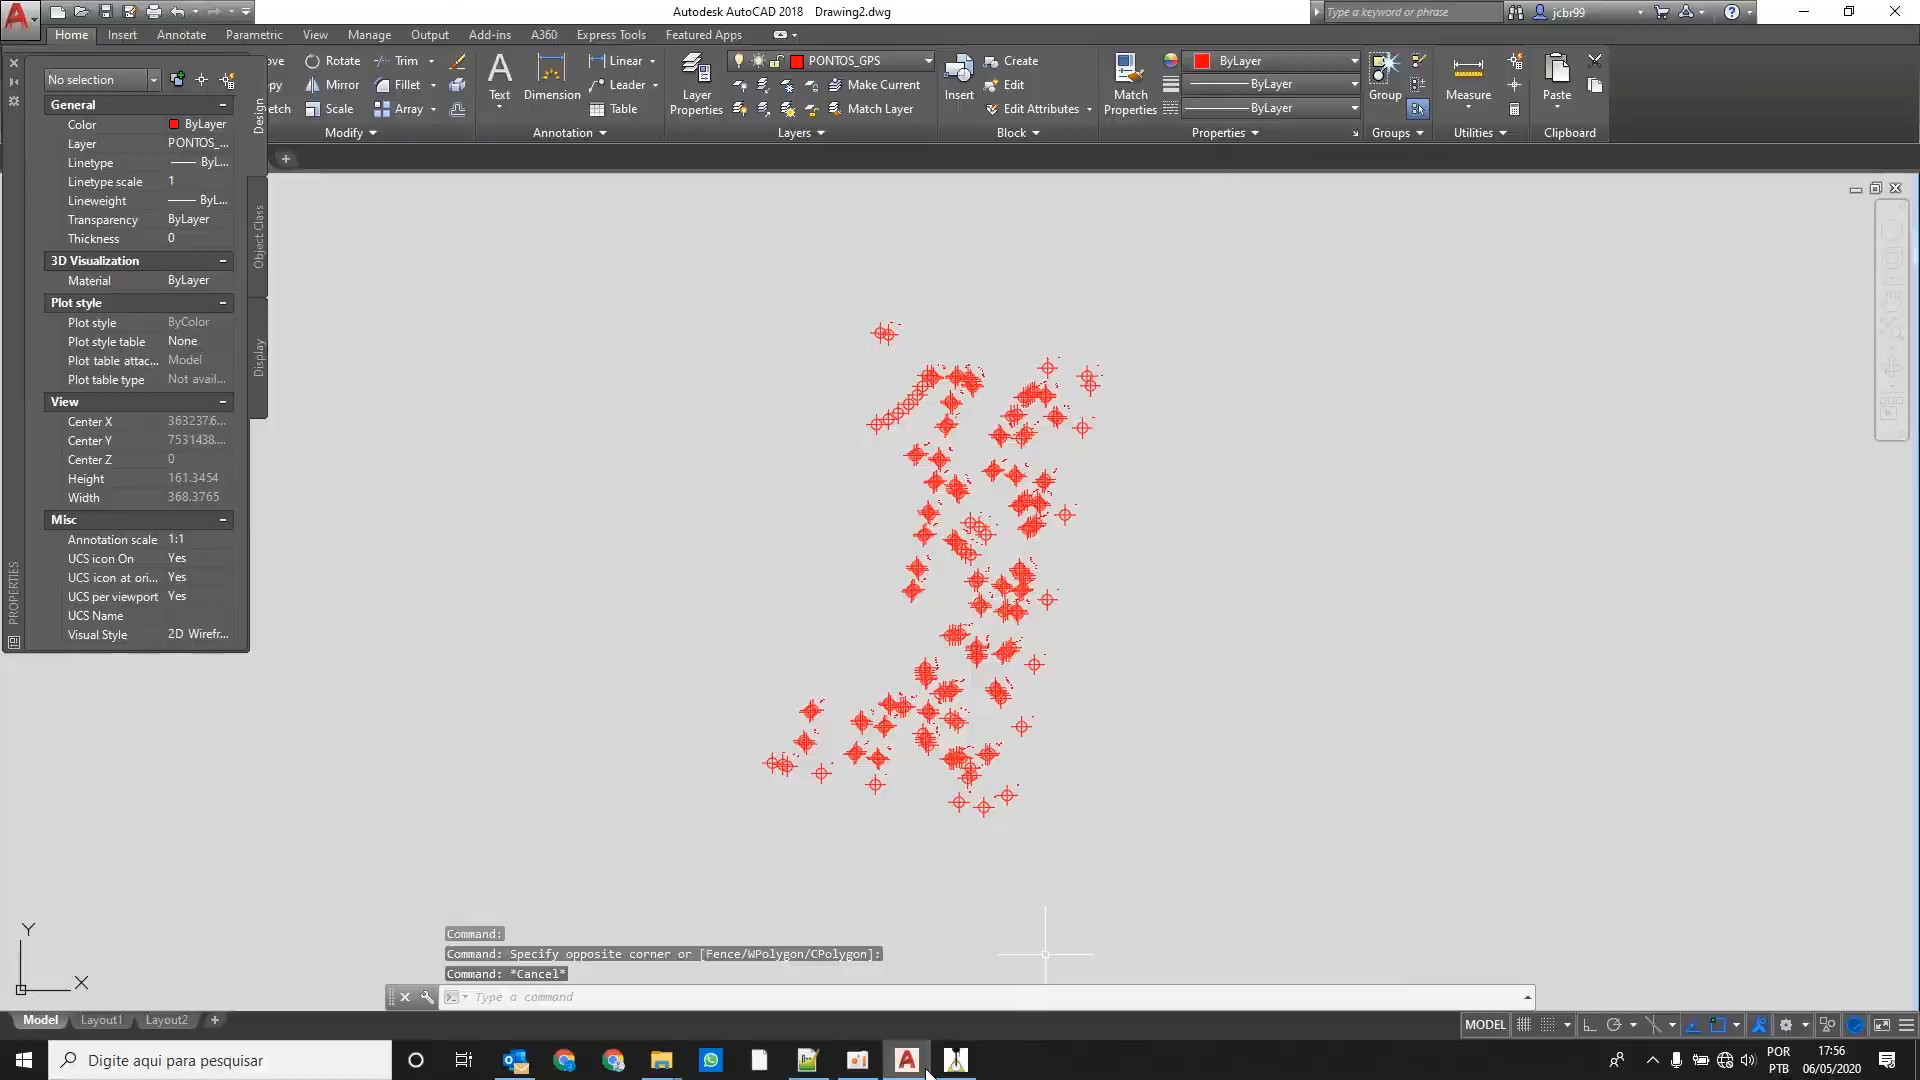 Autodesk AutoCAD 2018 Drawing2.dwg
Type a keyword or phrase
jcbr99
Home Insert Annotate Parametric View Manage Output Add-ins A360 Express Tools Featured Apps
No selection
General
Color ByLayer
Layer PONTOS_...
Linetype ByL...
Linetype scale 1
Lineweight ByL...
Transparency ByLayer
Thickness 0
3D Visualization
Material ByLayer
Plot style
Plot style ByColor
Plot style table None
Plot table attac... Model
Plot table type Not avail...
View
Center X 363237.6...
Center Y 7531438....
Center Z 0
Height 161.3454
Width 368.3765
Misc
Annotation scale 1:1
UCS icon On Yes
UCS icon at ori... Yes
UCS per viewport Yes
UCS Name
Visual Style 2D Wirefr...
PROPERTIES
Design
Object Class
Display
ove Rotate Trim
py Mirror Fillet
etch Scale Array
Modify
Text
Dimension
Linear
Leader
Table
Annotation
Layer
Properties
PONTOS_GPS
Make Current
Match Layer
Layers
Insert
Create
Edit
Edit Attributes
Block
Match
Properties
ByLayer
ByLayer
ByLayer
Properties
Group
Groups
Measure
Utilities
Paste
Clipboard
Y
X
Command:
Command: Specify opposite corner or [Fence/WPolygon/CPolygon]:
Command: *Cancel*
Type a command
Model Layout1 Layout2
MODEL
Digite aqui para pesquisar
POR
PTB
17:56
06/05/2020